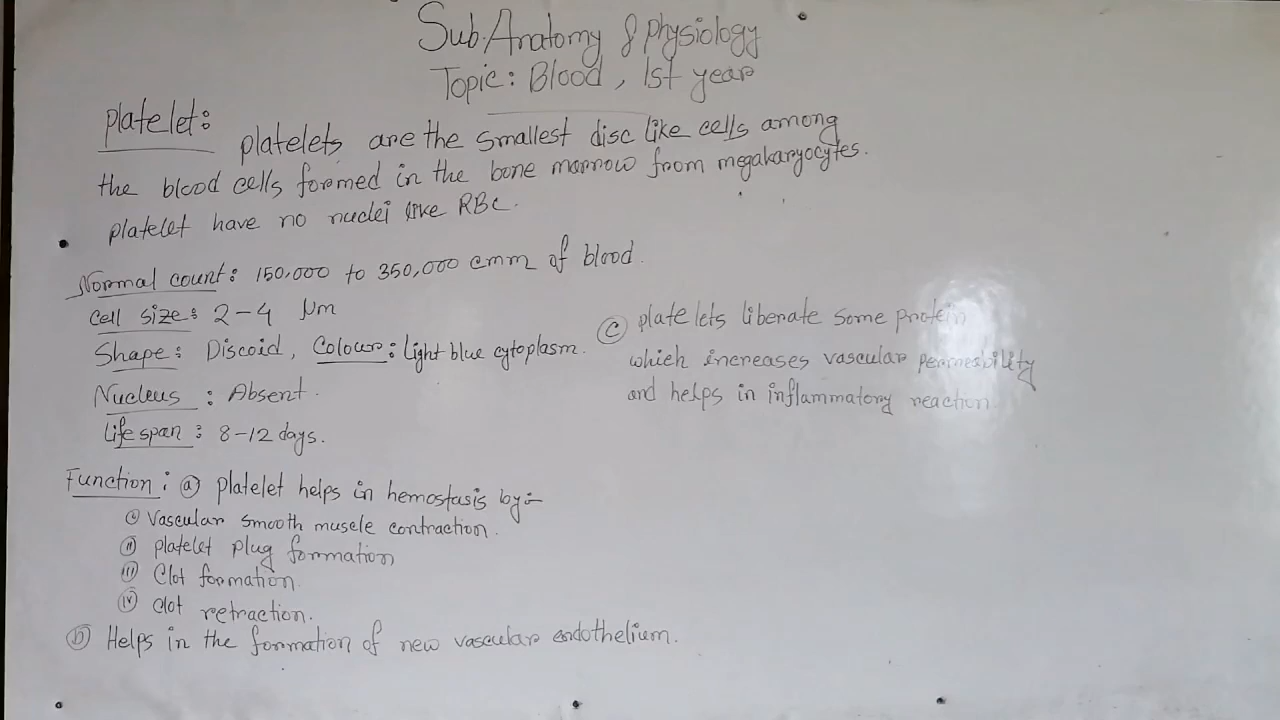 Sub: Anatomy & Physiology
Topic: Blood, 1st year
Platelet:
platelets are the smallest disc like cells among
the blood cells formed in the bone marrow from megakaryocytes.
platelet have no nuclei like RBC.
Normal count: 150,000 to 350,000 cmm of blood.
Cell size: 2-4 μm
Shape: Discoid, Colour: light blue cytoplasm.
Nucleus : Absent.
Life span: 8-12 days.
Function: (a) platelet helps in hemostasis by:-
(i) Vascular smooth muscle contraction.
(ii) platelet plug formation
(iii) Clot formation.
(iv) clot retraction.
(b) Helps in the formation of new vascular endothelium.
(c) platelets liberate some protein
which increases vascular permeability
and helps in inflammatory reaction.